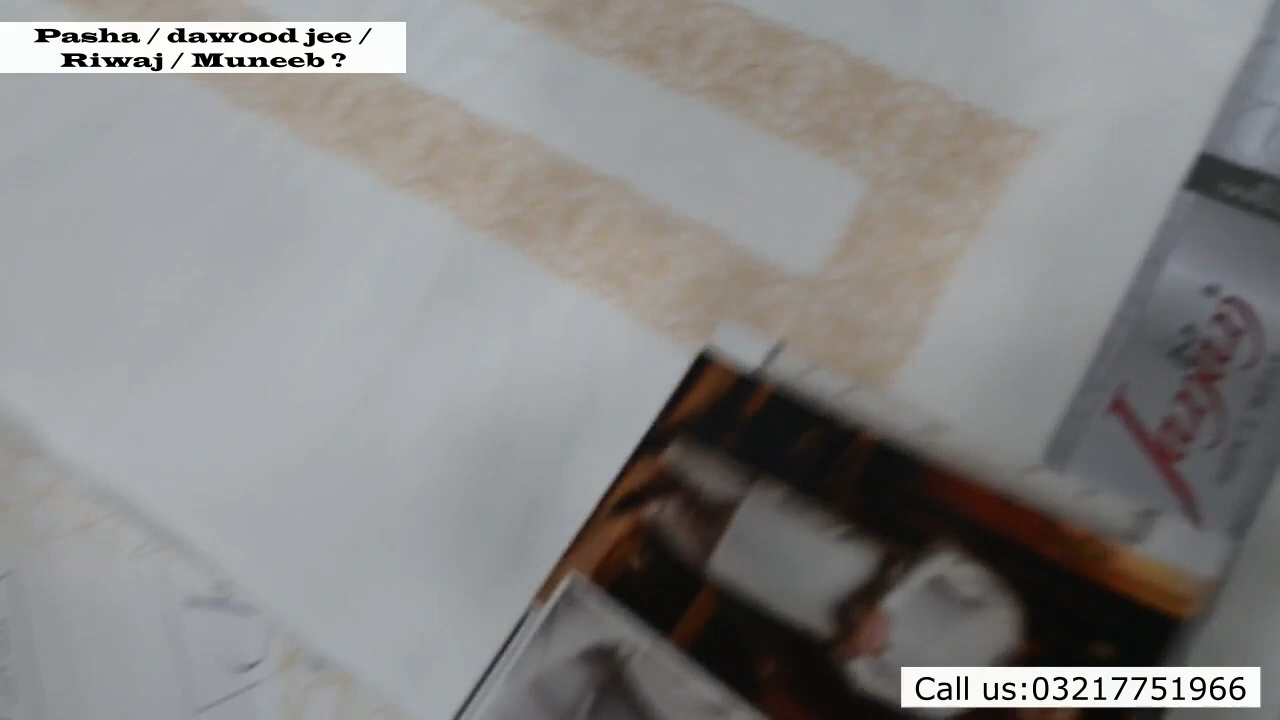 Pasha / dawood jee /
Riwaj / Muneeb ?
Call us:03217751966